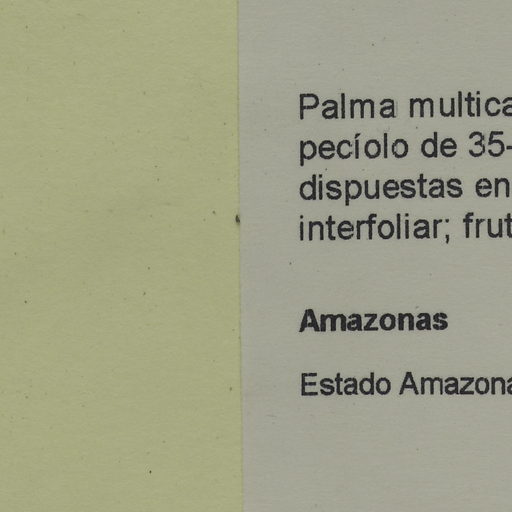 Palma multica
pecíolo de 35-
dispuestas en
interfoliar; frut
Amazonas
Estado Amazona